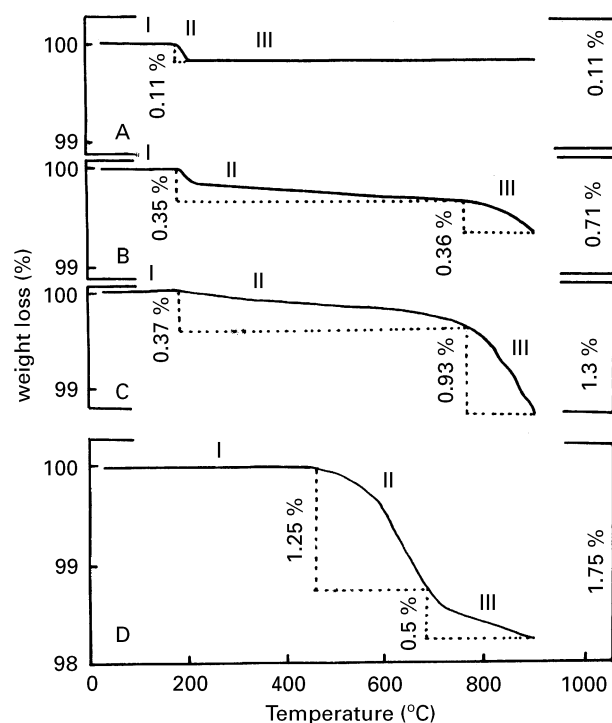 I II III
100
0.11 %
0.11 %
99
A
I
100
II
III
0.35 %
0.36 %
0.71 %
99
B
I
100
II
III
0.37 %
0.93 %
1.3 %
99
C
I
100
II
1.25 %
1.75 %
99
III
0.5 %
D
98
0 200 400 600 800 1000
Temperature (°C)
weight loss (%)